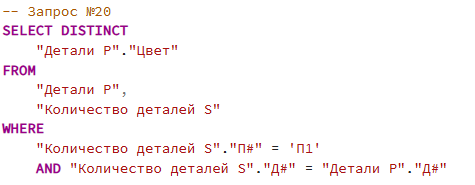 -- Запрос №20
SELECT DISTINCT
"Детали P"."Цвет"
FROM
"Детали P",
"Количество деталей S"
WHERE
"Количество деталей S"."П#" = 'П1'
AND "Количество деталей S"."Д#" = "Детали P"."Д#"